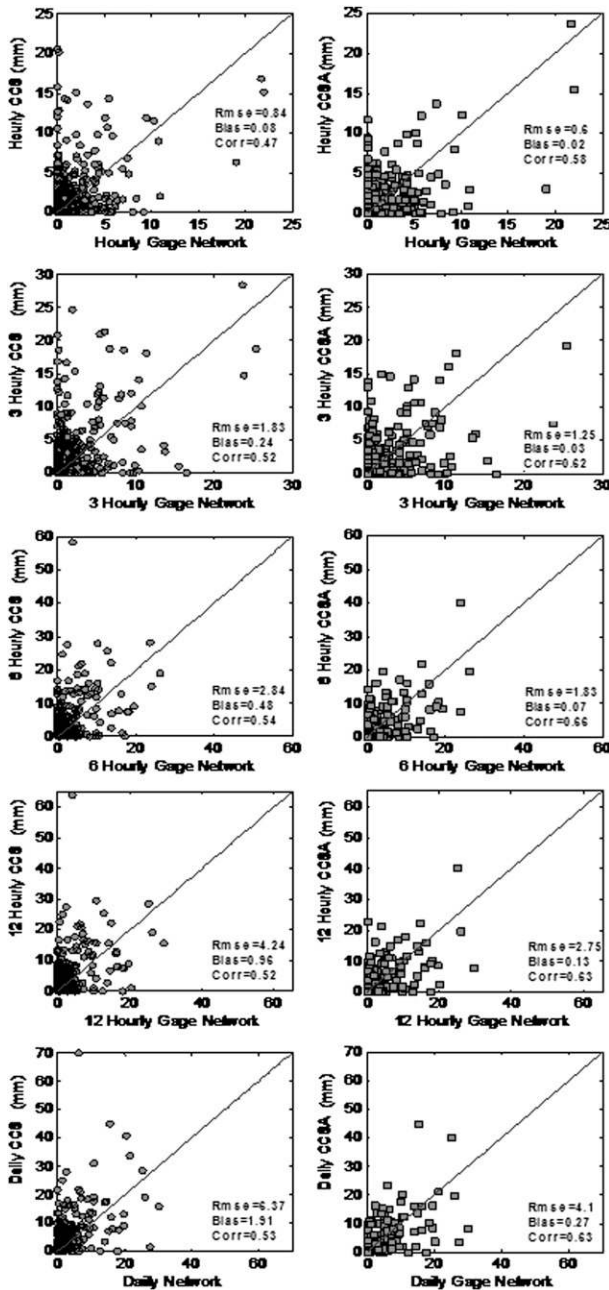 25 20 15 10 5 0
Hourly CCS (mm)
Rmse=0.84
Bias=0.08
Corr=0.47
0 5 10 15 20 25
Hourly Gage Network
25 20 15 10 5 0
Hourly CCSA (mm)
Rmse=0.6
Bias=0.02
Corr=0.58
0 5 10 15 20 25
Hourly Gage Network
30 25 20 15 10 5 0
3 Hourly CCS (mm)
Rmse=1.83
Bias=0.24
Corr=0.52
0 10 20 30
3 Hourly Gage Network
30 25 20 15 10 5 0
3 Hourly CCSA (mm)
Rmse=1.25
Bias=0.03
Corr=0.62
0 10 20 30
3 Hourly Gage Network
60 50 40 30 20 10 0
6 Hourly CCS (mm)
Rmse=2.84
Bias=0.48
Corr=0.54
0 20 40 60
6 Hourly Gage Network
60 50 40 30 20 10 0
6 Hourly CCSA (mm)
Rmse=1.83
Bias=0.07
Corr=0.66
0 20 40 60
6 Hourly Gage Network
60 50 40 30 20 10 0
12 Hourly CCS (mm)
Rmse=4.24
Bias=0.96
Corr=0.52
0 20 40 60
12 Hourly Gage Network
60 50 40 30 20 10 0
12 Hourly CCSA (mm)
Rmse=2.75
Bias=0.13
Corr=0.63
0 20 40 60
12 Hourly Gage Network
70 60 50 40 30 20 10 0
Daily CCS (mm)
Rmse=6.37
Bias=1.91
Corr=0.53
0 20 40 60
Daily Network
70 60 50 40 30 20 10 0
Daily CCSA (mm)
Rmse=4.1
Bias=0.27
Corr=0.63
0 20 40 60
Daily Gage Network